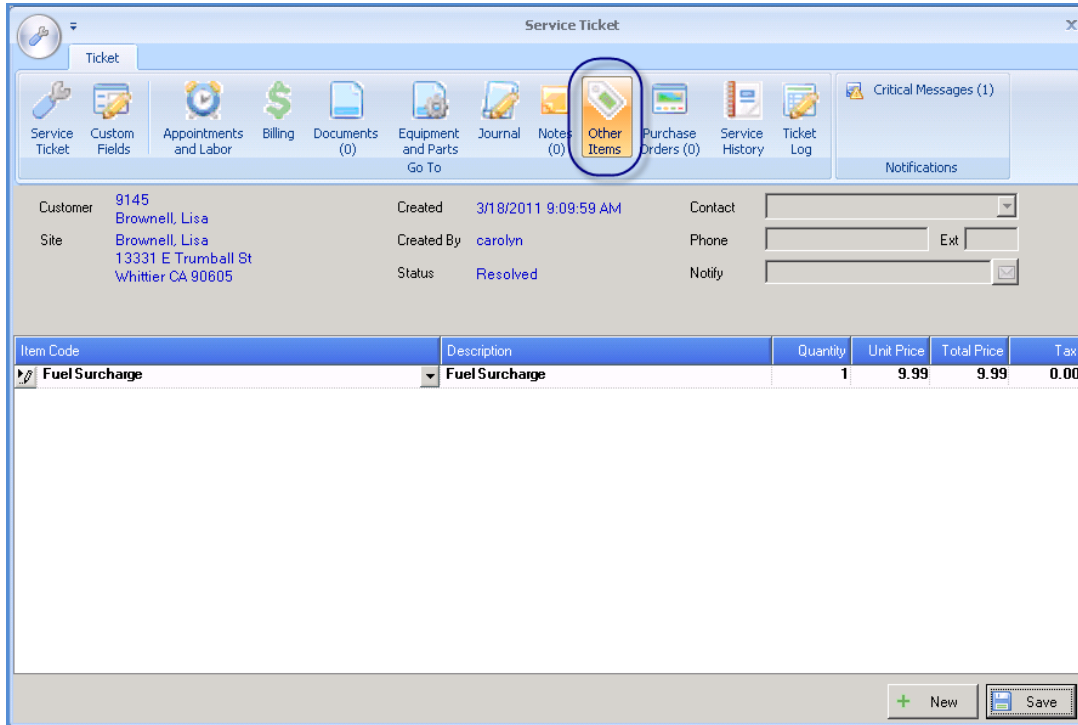 Service Ticket
X
Ticket
Service Ticket
Custom Fields
Appointments and Labor
Billing
Documents (0)
Equipment and Parts
Journal
Notes (0)
Other Items
Purchase Orders (0)
Service History
Ticket Log
Critical Messages (1)
Go To
Notifications
Customer 9145 Created 3/18/2011 9:09:59 AM Contact
Brownell, Lisa
Site Brownell, Lisa Created By carolyn Phone Ext
13331 E Trumball St
Whittier CA 90605 Status Resolved Notify
Item Code Description Quantity Unit Price Total Price Tax
Fuel Surcharge Fuel Surcharge 1 9.99 9.99 0.00
New Save